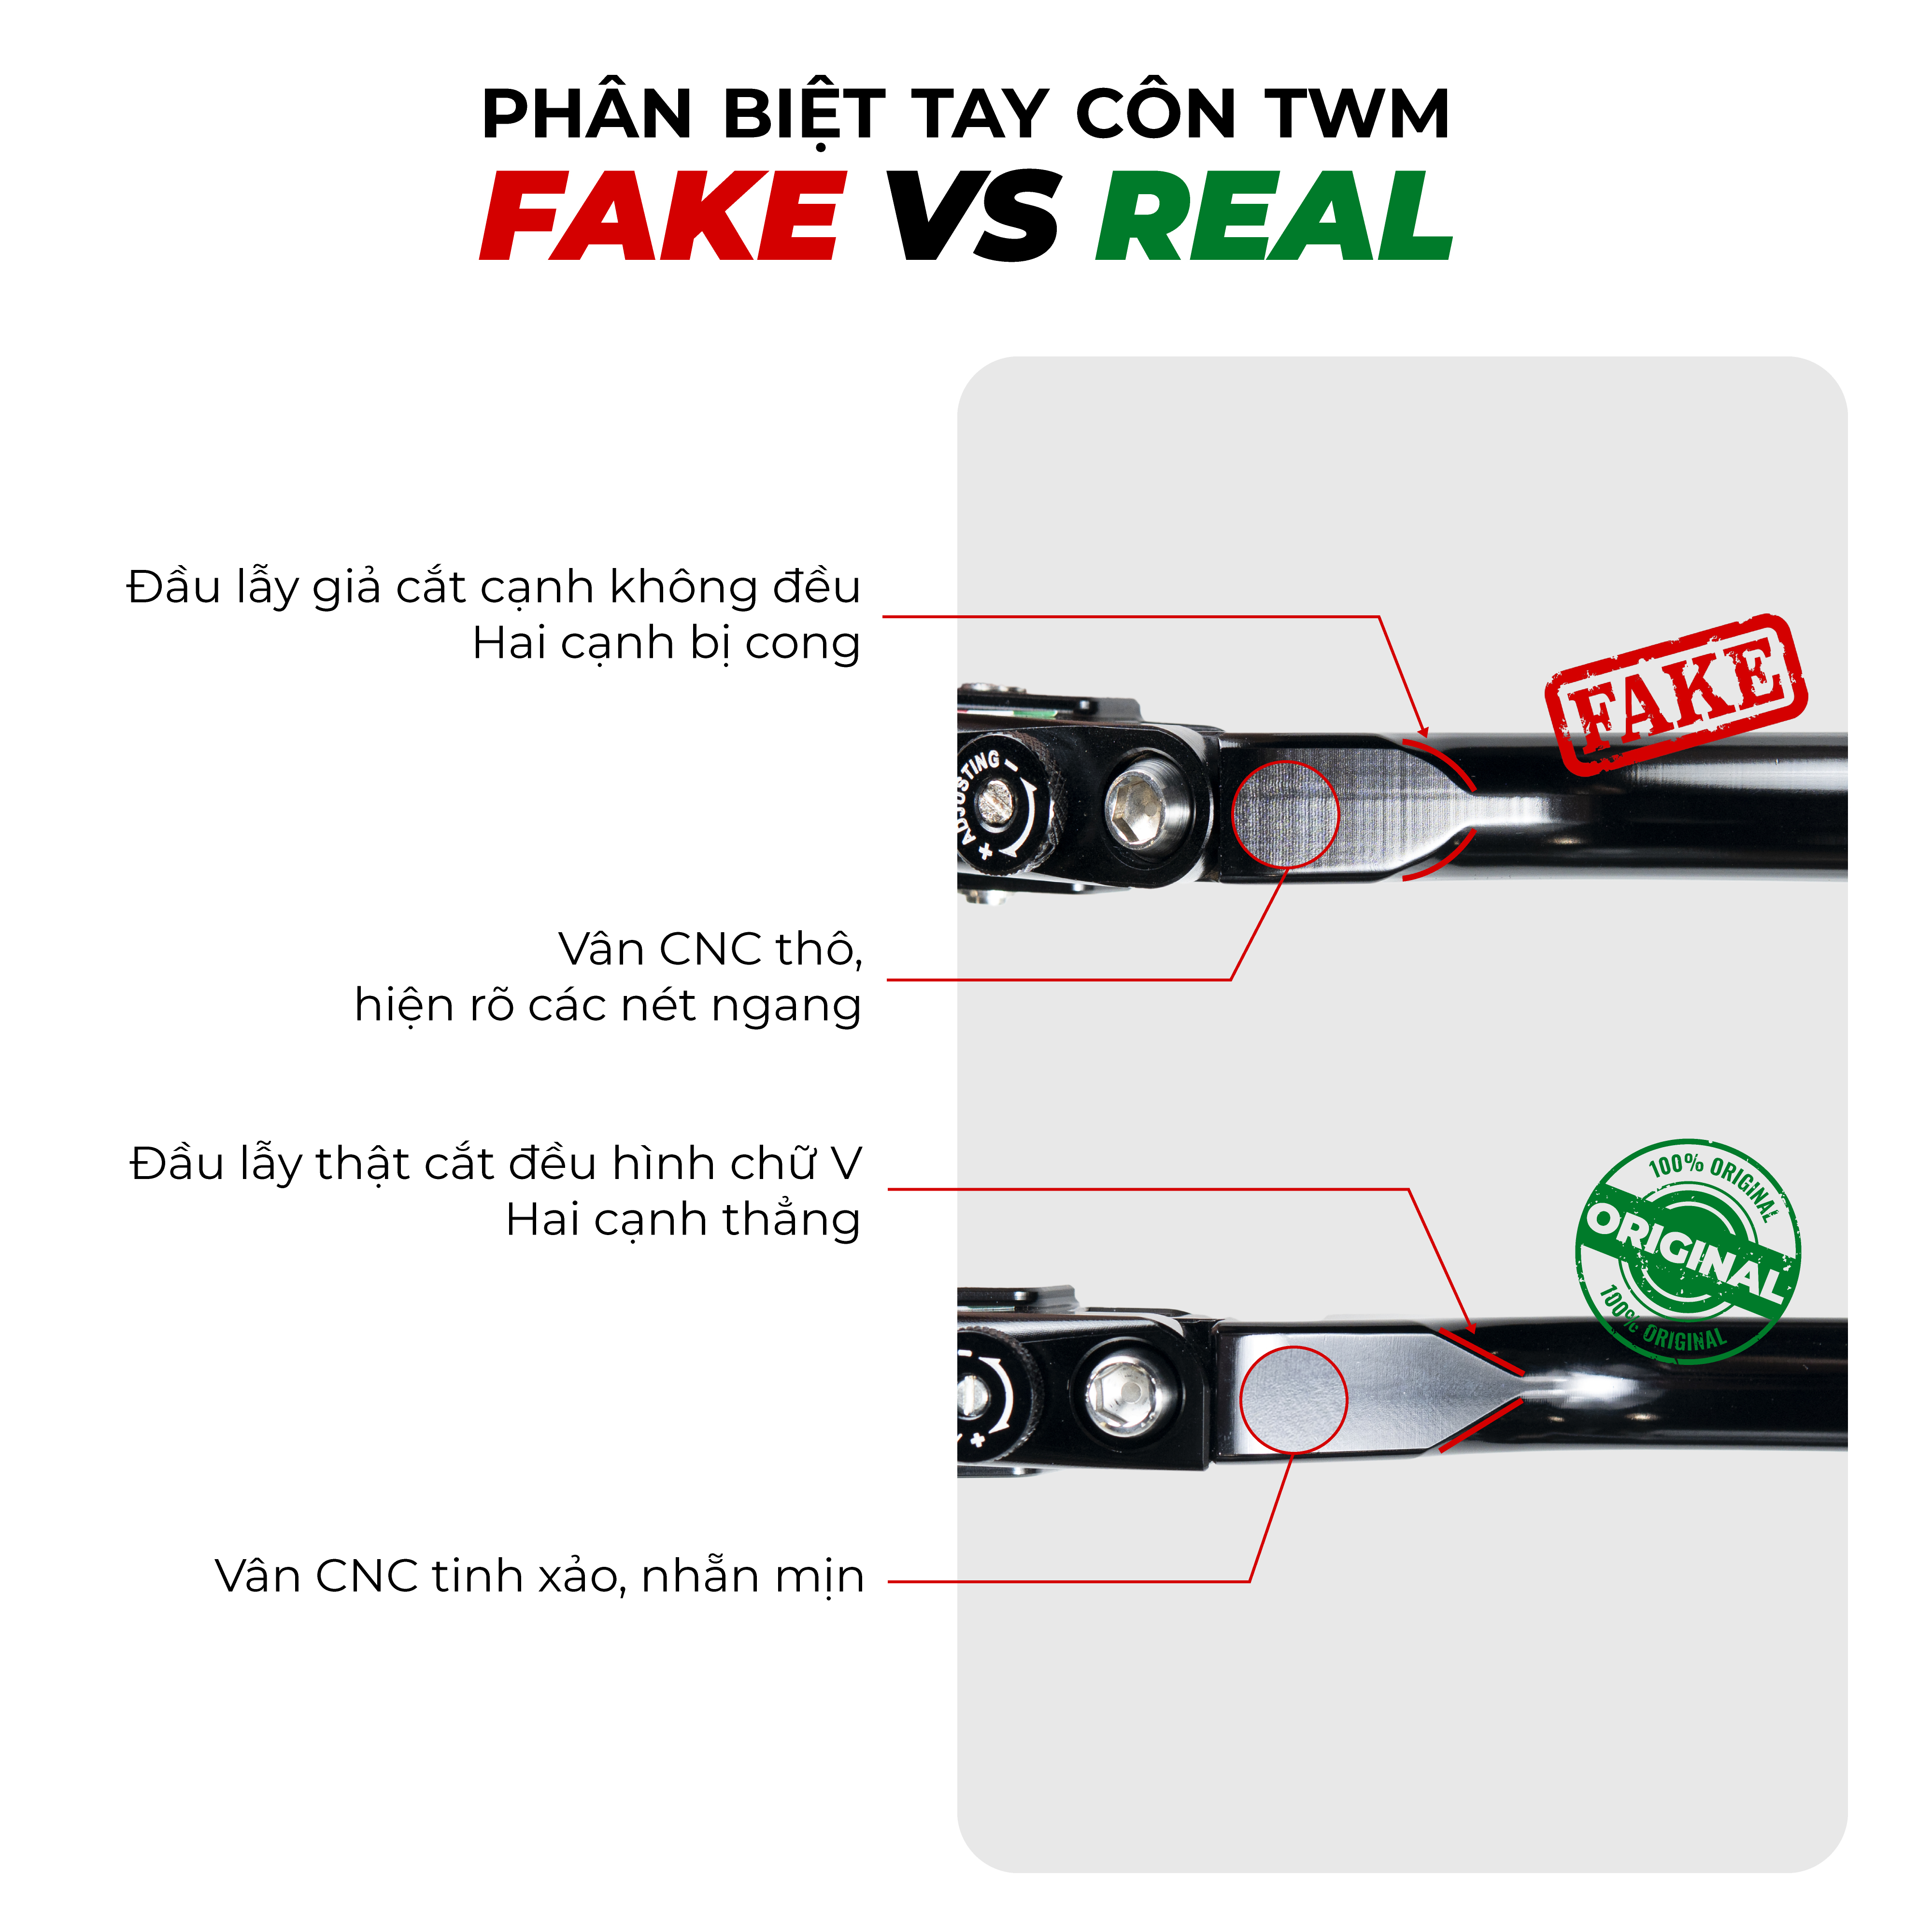 PHÂN BIỆT TAY CÔN TWM
FAKE VS REAL
Đầu lẫy giả cắt cạnh không đều
Hai cạnh bị cong
FAKE
- ADJUSTING +
Vân CNC thô,
hiện rõ các nét ngang
Đầu lẫy thật cắt đều hình chữ V
Hai cạnh thẳng
100% ORIGINAL
ORIGINAL
100% ORIGINAL
- +
Vân CNC tinh xảo, nhẵn mịn